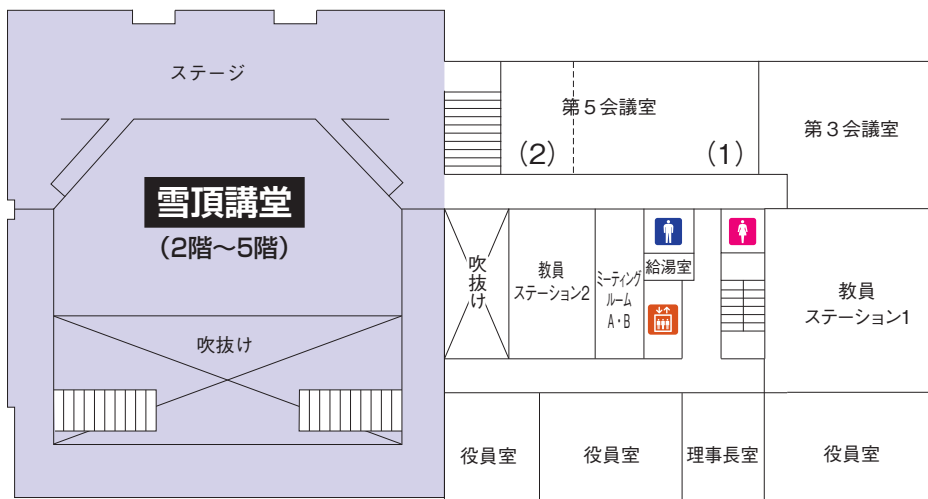 ステージ
第5会議室
第3会議室
(2)
(1)
雪頂講堂
(2階〜5階)
吹抜け
教員
ステーション2
ミーティング
ルーム
A・B
給湯室
教員
ステーション1
吹抜け
役員室
役員室
理事長室
役員室